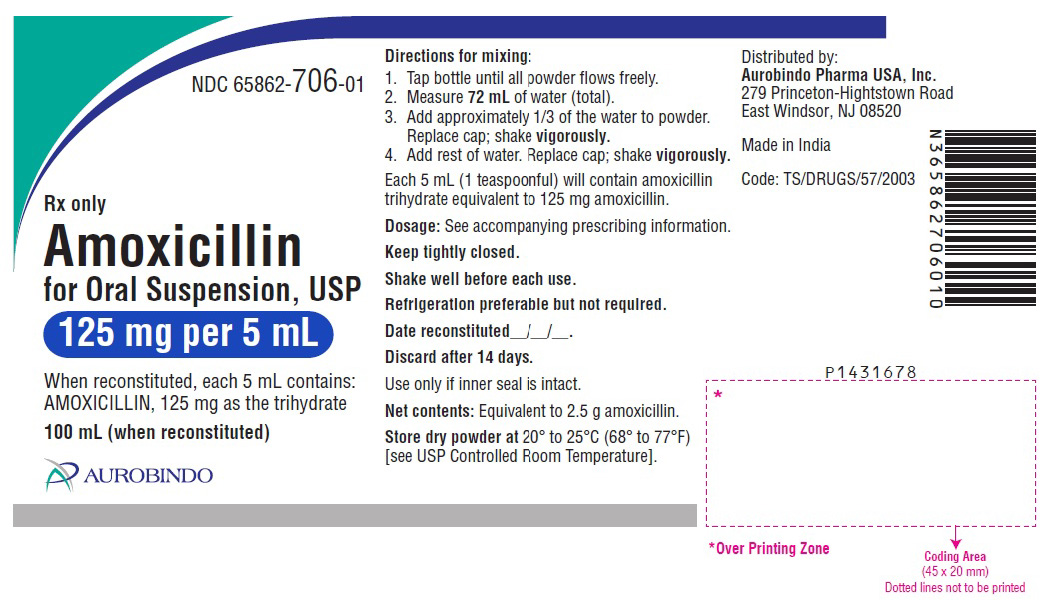 NDC 65862-706-01
Rx only
Amoxicillin
for Oral Suspension, USP
125 mg per 5 mL
When reconstituted, each 5 mL contains:
AMOXICILLIN, 125 mg as the trihydrate
100 mL (when reconstituted)
AUROBINDO
Directions for mixing:
1. Tap bottle until all powder flows freely.
2. Measure 72 mL of water (total).
3. Add approximately 1/3 of the water to powder.
Replace cap; shake vigorously.
4. Add rest of water. Replace cap; shake vigorously.
Each 5 mL (1 teaspoonful) will contain amoxicillin
trihydrate equivalent to 125 mg amoxicillin.
Dosage: See accompanying prescribing information.
Keep tightly closed.
Shake well before each use.
Refrigeration preferable but not required.
Date reconstituted__/__/__.
Discard after 14 days.
Use only if inner seal is intact.
Net contents: Equivalent to 2.5 g amoxicillin.
Store dry powder at 20° to 25°C (68° to 77°F)
[see USP Controlled Room Temperature].
Distributed by:
Aurobindo Pharma USA, Inc.
279 Princeton-Hightstown Road
East Windsor, NJ 08520
Made in India
Code: TS/DRUGS/57/2003
N365862706010
P1431678
*
*Over Printing Zone
Coding Area
(45 x 20 mm)
Dotted lines not to be printed